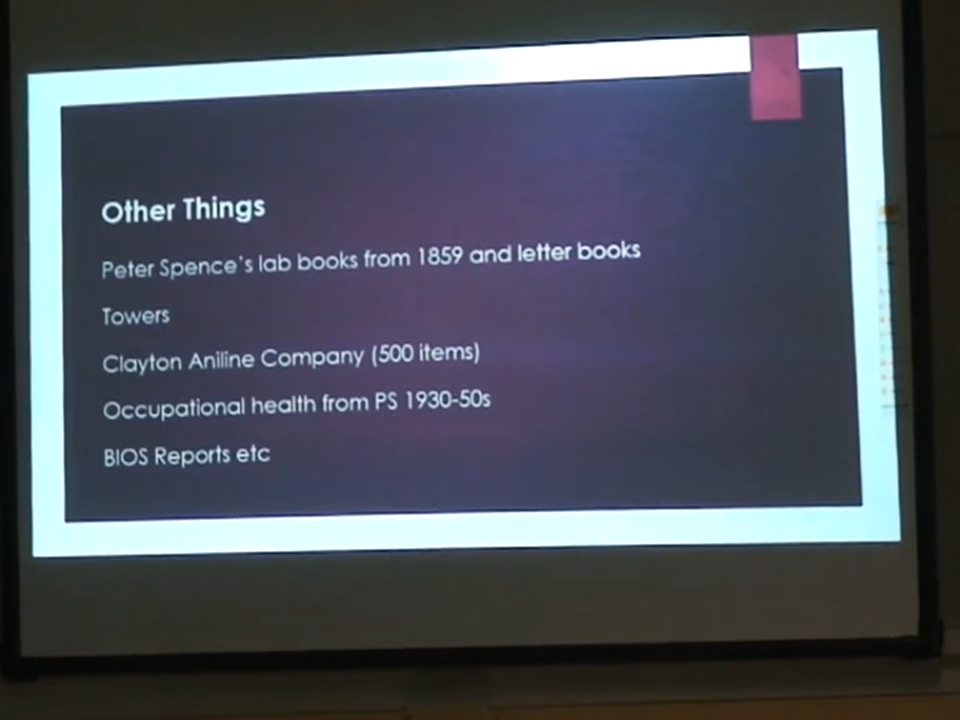 Other Things
Peter Spence's lab books from 1859 and letter books
Towers
Clayton Aniline Company (500 items)
Occupational health from PS 1930-50s
BIOS Reports etc